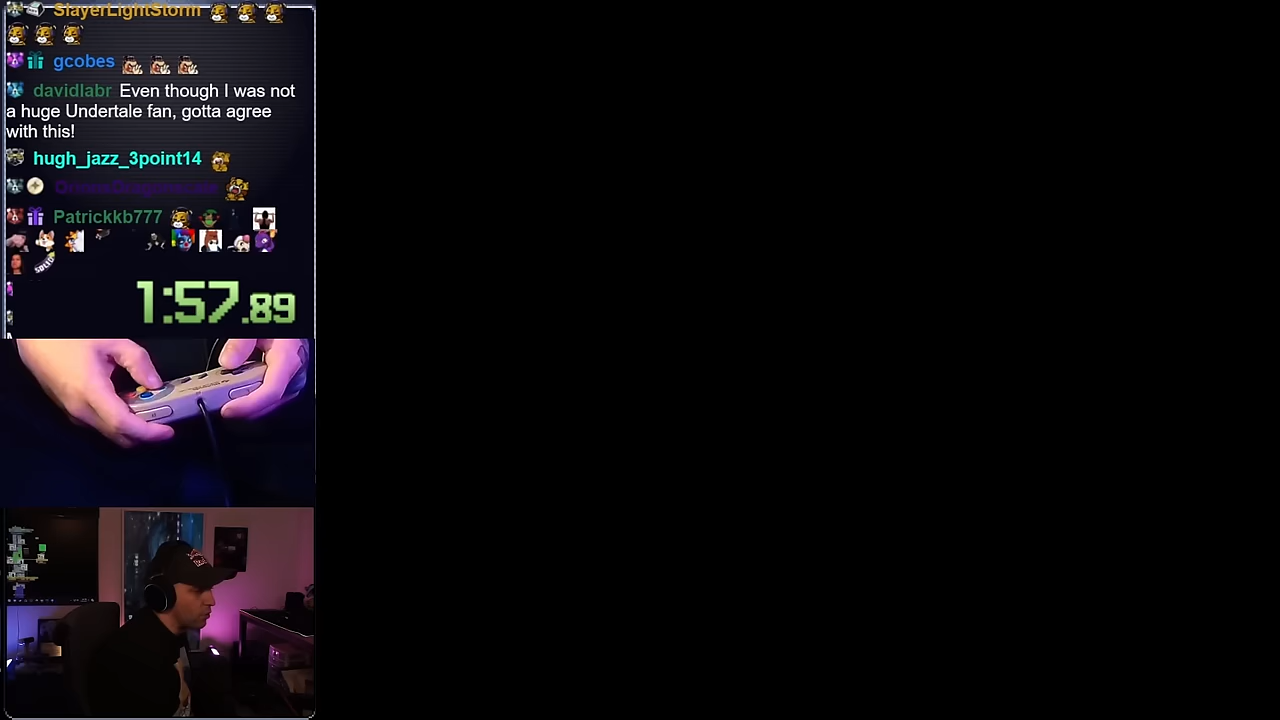 SlayerLightStorm
gcobes
davidlabr Even though I was not
a huge Undertale fan, gotta agree
with this!
hugh_jazz_3point14
Patrickkb777
1:57.89